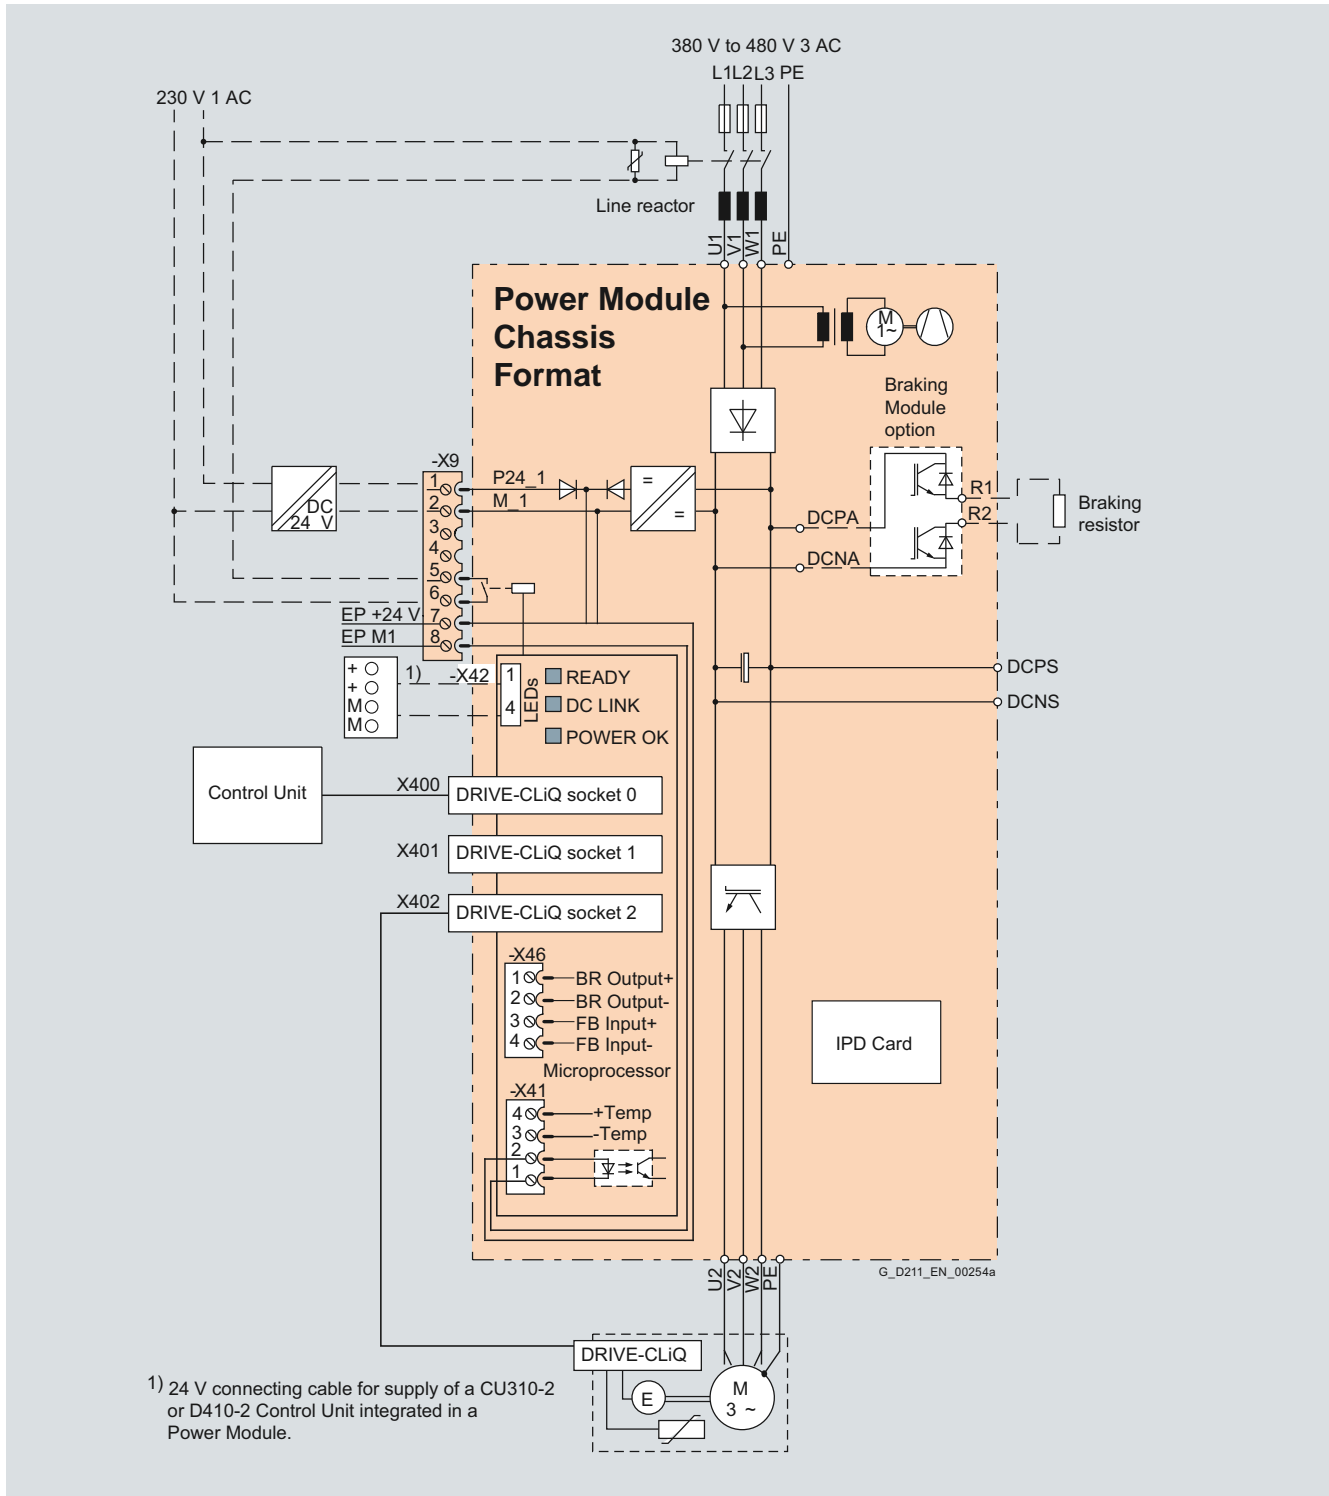 380 V to 480 V 3 AC
L1 L2 L3 PE
230 V 1 AC
Line reactor
U1
V1
W1
PE
Power Module
Chassis
Format
M
1~
Braking
Module
option
-X9
1
2
3
4
5
6
7
8
P24_1
M_1
DC
24 V
=
=
DCPA
DCNA
R1
R2
Braking
resistor
EP +24 V
EP M1
+
+
M
M
1)
-X42
1
4
LEDs
READY
DC LINK
POWER OK
DCPS
DCNS
Control Unit
X400
DRIVE-CLiQ socket 0
X401
DRIVE-CLiQ socket 1
X402
DRIVE-CLiQ socket 2
-X46
1 BR Output+
2 BR Output-
3 FB Input+
4 FB Input-
Microprocessor
IPD Card
-X41
4 +Temp
3 -Temp
2
1
U2
V2
W2
PE
G_D211_EN_00254a
DRIVE-CLiQ
E
M
3 ~
1) 24 V connecting cable for supply of a CU310-2
or D410-2 Control Unit integrated in a
Power Module.